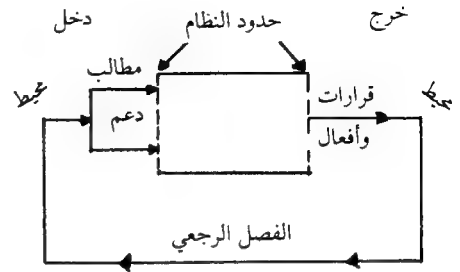 خرج
حدود النظام
دخل
محيط
مطالب
قرارات
محيط
دعم
وأفعال
الفصل الرجعي